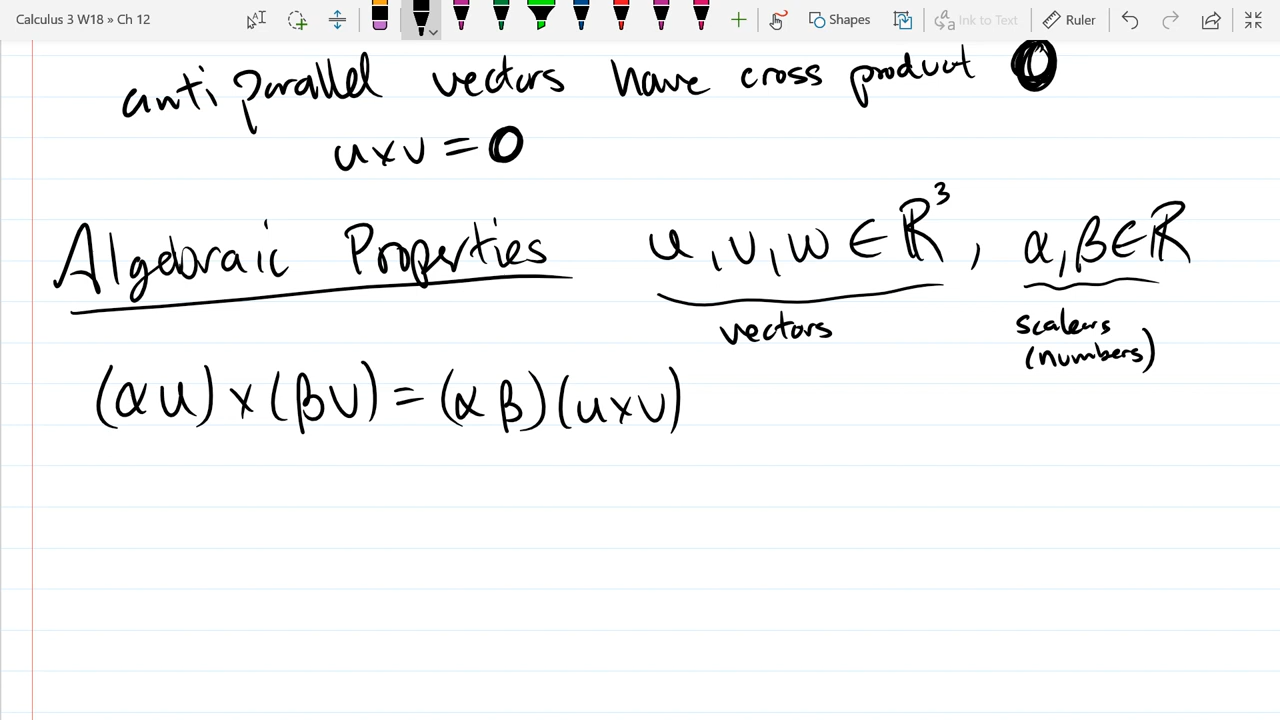 Calculus 3 W18 » Ch 12
Shapes
Ink to Text
Ruler
anti parallel vectors have cross product 0
u×v = 0
Algebraic Properties u, v, w ∈ ℝ³, α, β ∈ ℝ
vectors
scalers
(numbers)
(αu) × (βv) = (αβ)(u×v)